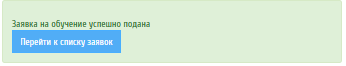 Заявка на обучение успешно подана
Перейти к списку заявок